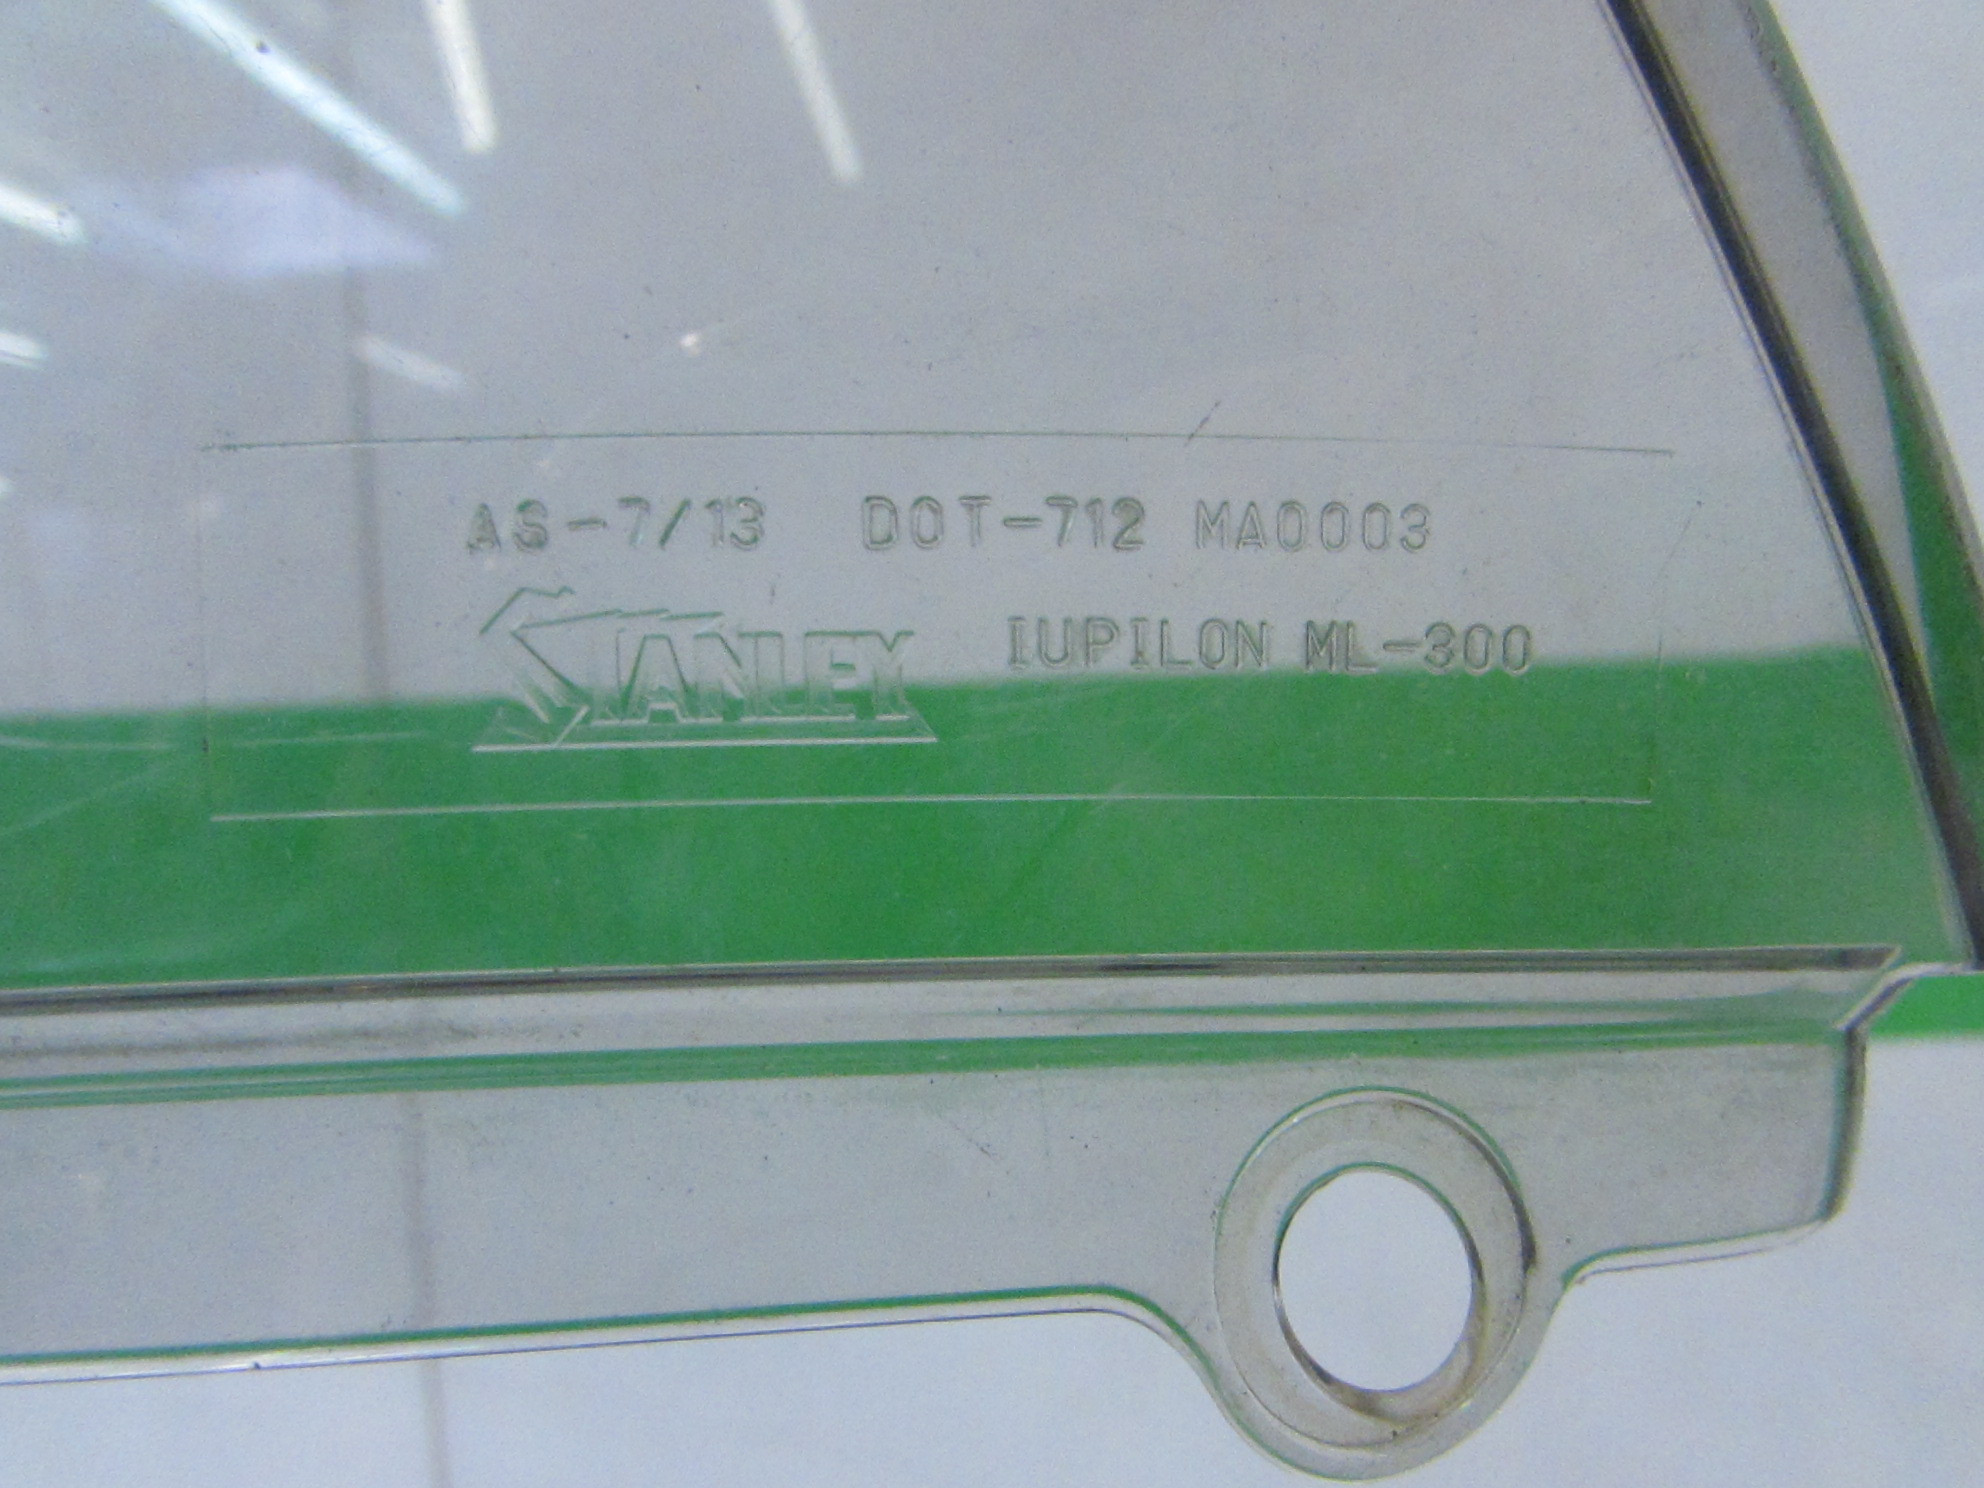 AS-7/13 DOT-712 MA0003
STANLEY IUPILON ML-300